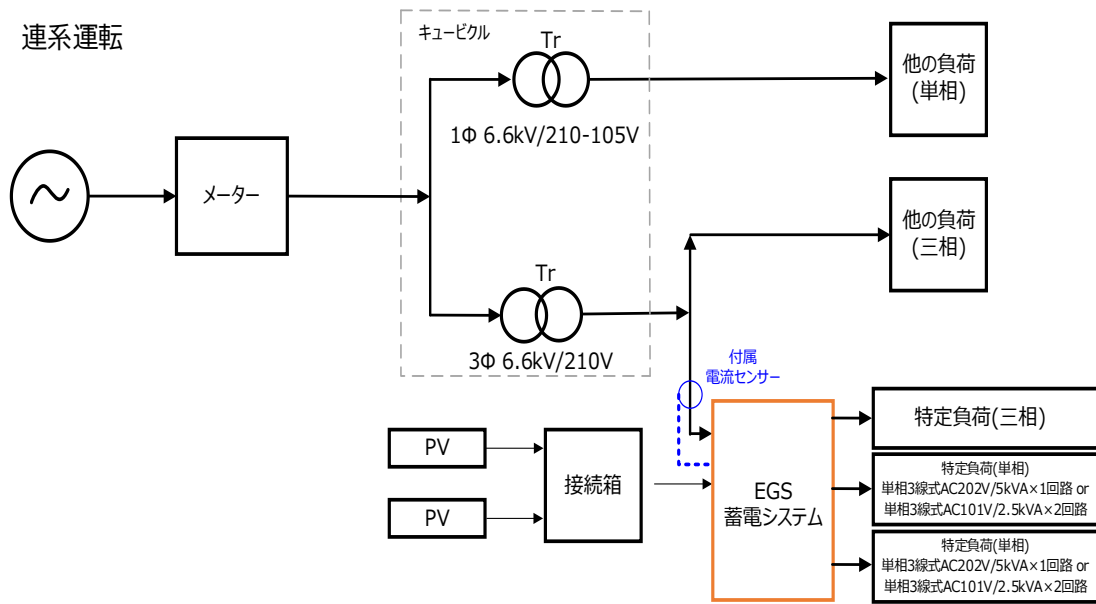 連系運転
キュービクル
Tr
1Φ 6.6kV/210-105V
他の負荷
(単相)
メーター
他の負荷
(三相)
Tr
3Φ 6.6kV/210V
付属
電流センサー
PV
PV
接続箱
EGS
蓄電システム
特定負荷(三相)
特定負荷(単相)
単相3線式AC202V/5kVA×1回路 or
単相3線式AC101V/2.5kVA×2回路
特定負荷(単相)
単相3線式AC202V/5kVA×1回路 or
単相3線式AC101V/2.5kVA×2回路